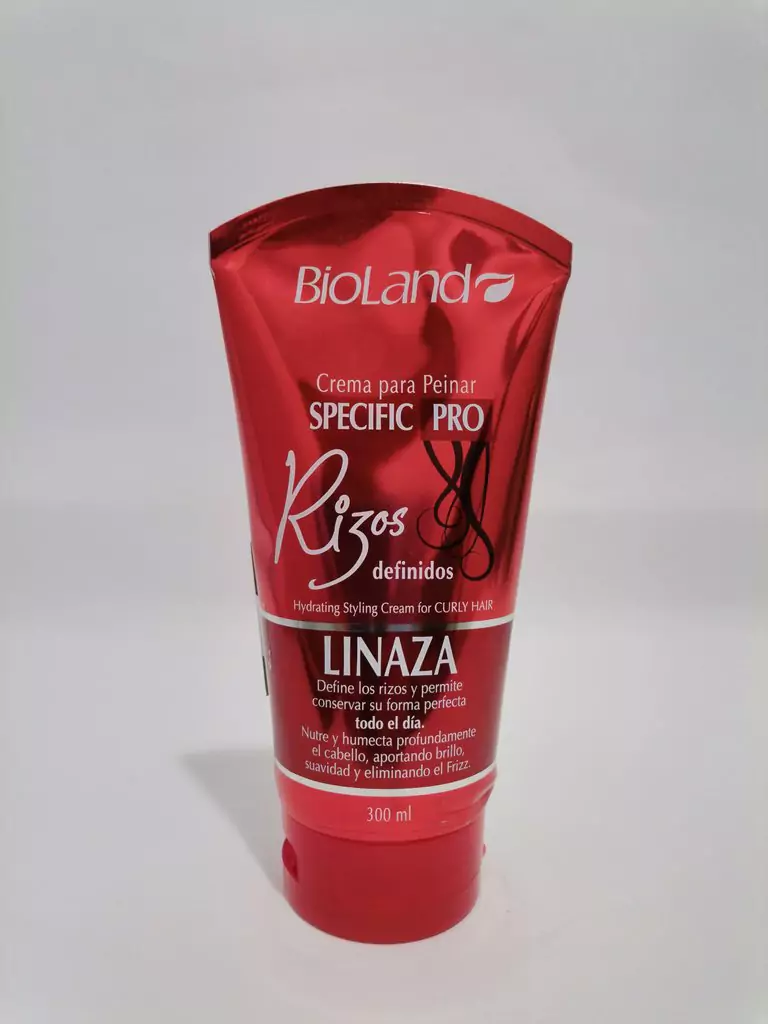 BioLand
Crema para Peinar
SPECIFIC PRO
Rizos
definidos
Hydrating Styling Cream for CURLY HAIR
LINAZA
Define los rizos y permite
conservar su forma perfecta
todo el día.
Nutre y humecta profundamente
el cabello, aportando brillo,
suavidad y eliminando el Frizz.
300 ml